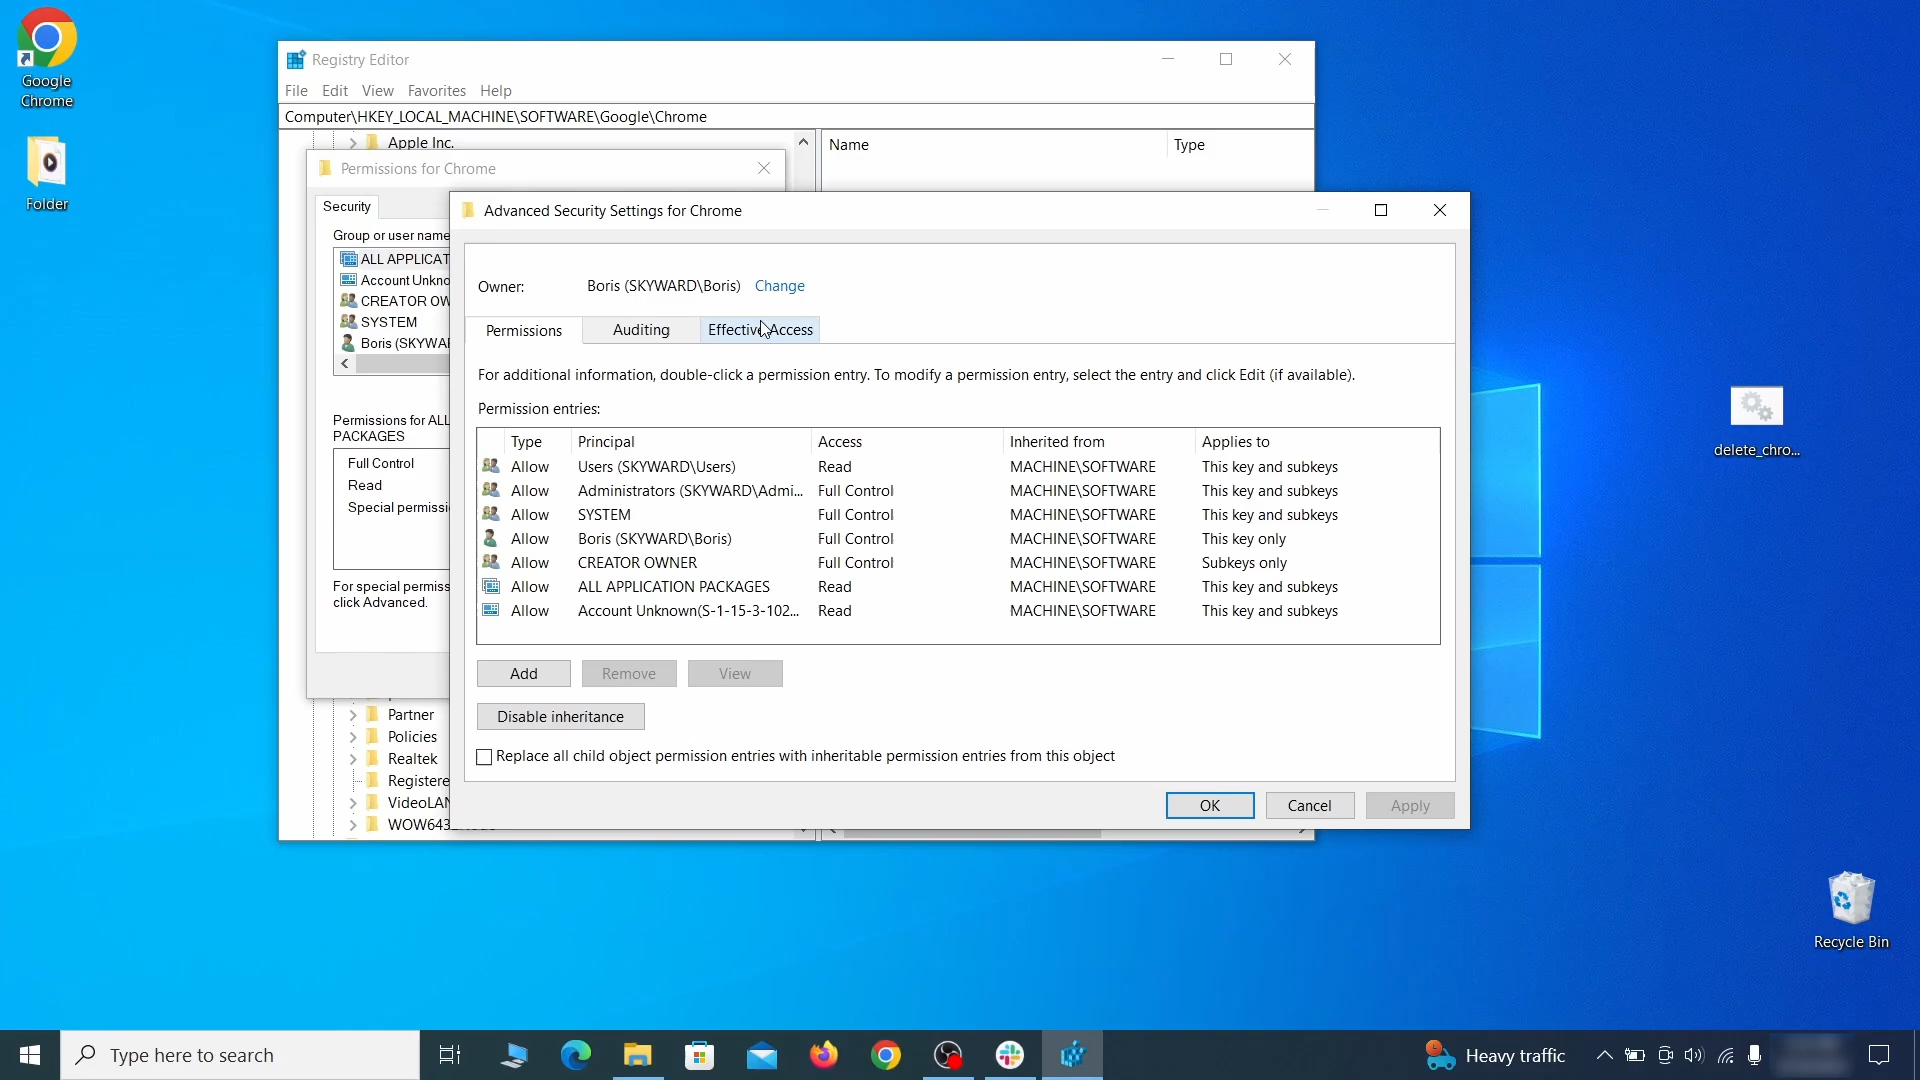 Google
Chrome
Folder
Registry Editor
File Edit View Favorites Help
Computer\HKEY_LOCAL_MACHINE\SOFTWARE\Google\Chrome
Apple Inc.
Name Type
Permissions for Chrome
Security
Group or user name
ALL APPLICAT
Account Unkno
CREATOR OW
SYSTEM
Boris (SKYWA
Permissions for ALL
PACKAGES
Full Control
Read
Special permissi
For special permiss
click Advanced.
Partner
Policies
Realtek
Registere
VideoLAN
Advanced Security Settings for Chrome
Owner: Boris (SKYWARD\Boris) Change
Permissions Auditing Effective Access
For additional information, double-click a permission entry. To modify a permission entry, select the entry and click Edit (if available).
Permission entries:
Type Principal Access Inherited from Applies to
Allow Users (SKYWARD\Users) Read MACHINE\SOFTWARE This key and subkeys
Allow Administrators (SKYWARD\Admi... Full Control MACHINE\SOFTWARE This key and subkeys
Allow SYSTEM Full Control MACHINE\SOFTWARE This key and subkeys
Allow Boris (SKYWARD\Boris) Full Control MACHINE\SOFTWARE This key only
Allow CREATOR OWNER Full Control MACHINE\SOFTWARE Subkeys only
Allow ALL APPLICATION PACKAGES Read MACHINE\SOFTWARE This key and subkeys
Allow Account Unknown(S-1-15-3-102... Read MACHINE\SOFTWARE This key and subkeys
Add Remove View
Disable inheritance
Replace all child object permission entries with inheritable permission entries from this object
OK Cancel Apply
delete_chro...
Recycle Bin
Type here to search
Heavy traffic